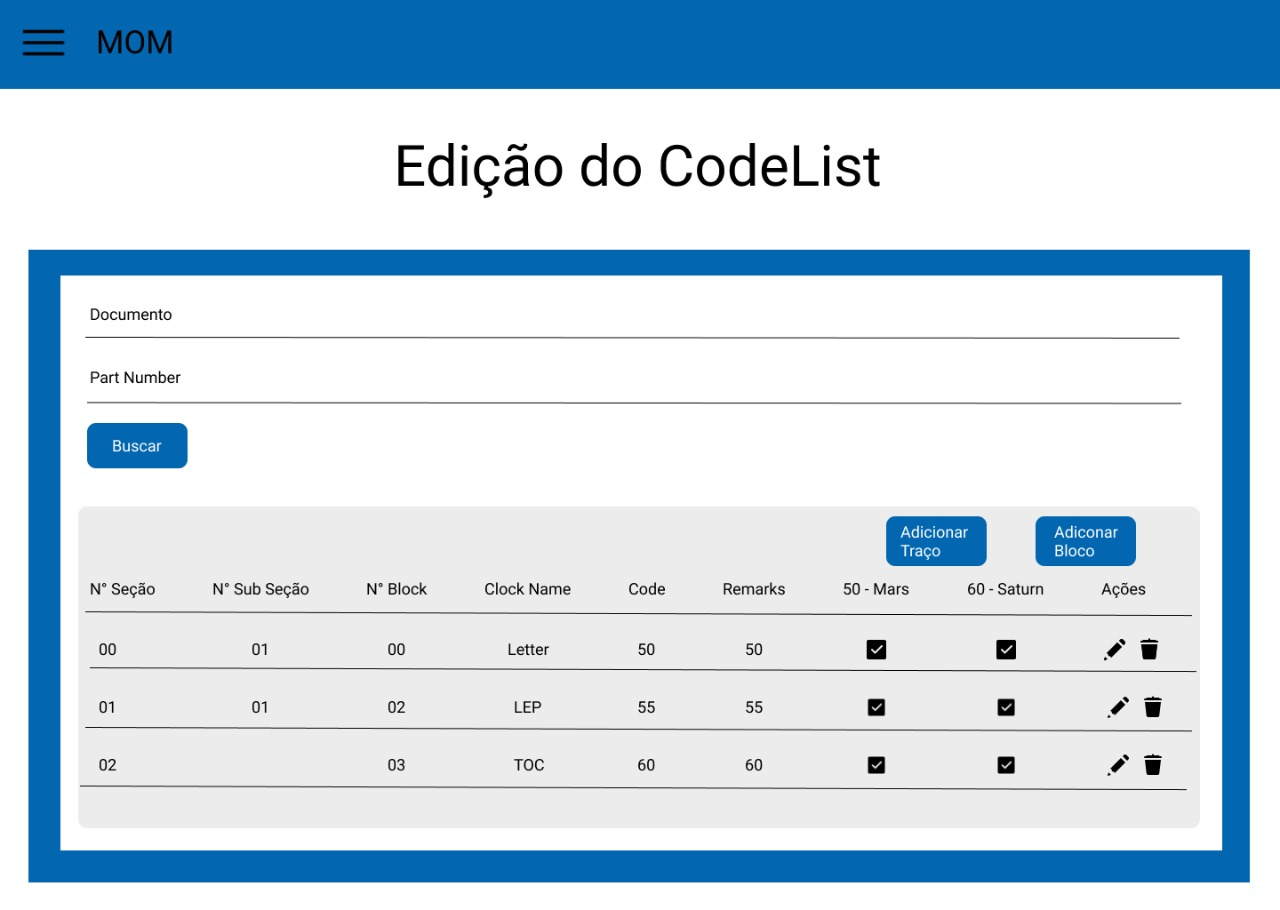 MOM
Edição do CodeList
Documento
Part Number
Buscar
Adicionar Traço
Adiconar Bloco
N° Seção N° Sub Seção N° Block Clock Name Code Remarks 50 - Mars 60 - Saturn Ações
00 01 00 Letter 50 50
01 01 02 LEP 55 55
02 03 TOC 60 60